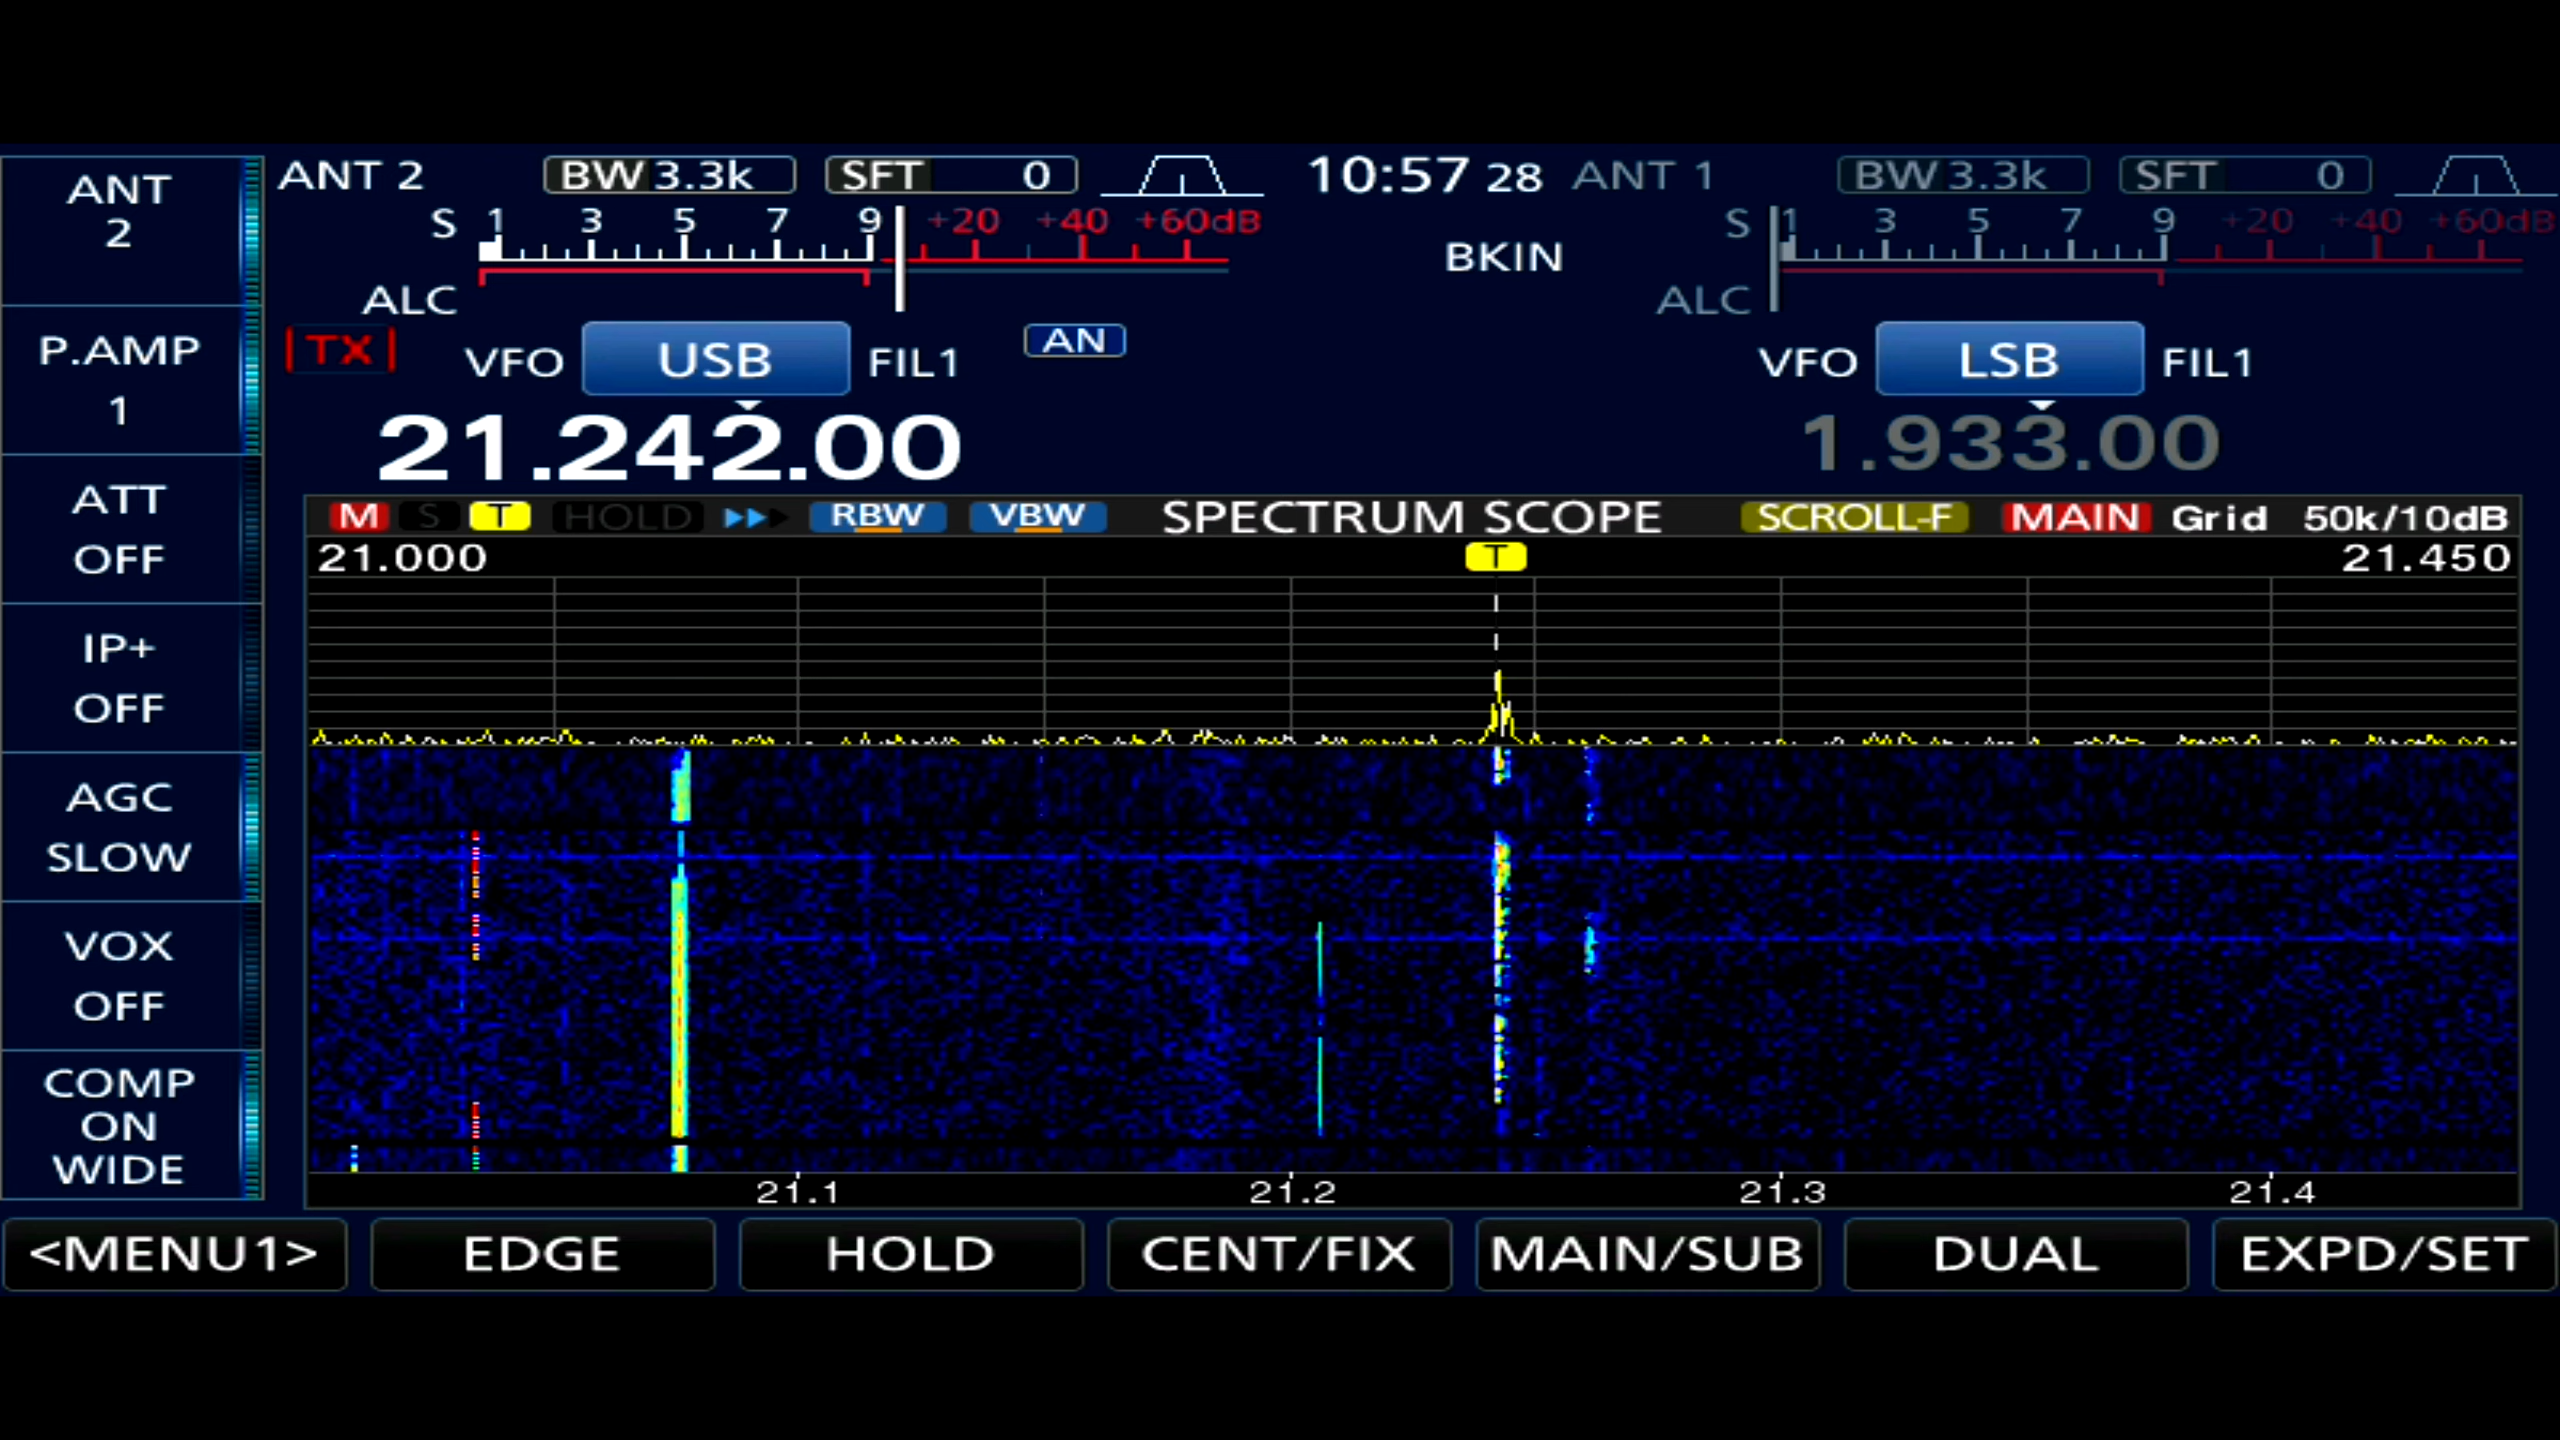 ANT 2 BW 3.3k SFT 0 10:57 28 ANT 1 BW 3.3k SFT 0
S 1 3 5 7 9 +20 +40 +60dB BKIN S 1 3 5 7 9 +20 +40 +60dB
ALC ALC
TX VFO USB FIL1 AN VFO LSB FIL1
21.242.00 1.933.00
ANT
2
P.AMP
1
ATT
OFF
IP+
OFF
AGC
SLOW
VOX
OFF
COMP
ON
WIDE
M S T HOLD RBW VBW SPECTRUM SCOPE SCROLL-F MAIN Grid 50k/10dB
21.000 T 21.450
21.1 21.2 21.3 21.4
<MENU1> EDGE HOLD CENT/FIX MAIN/SUB DUAL EXPD/SET